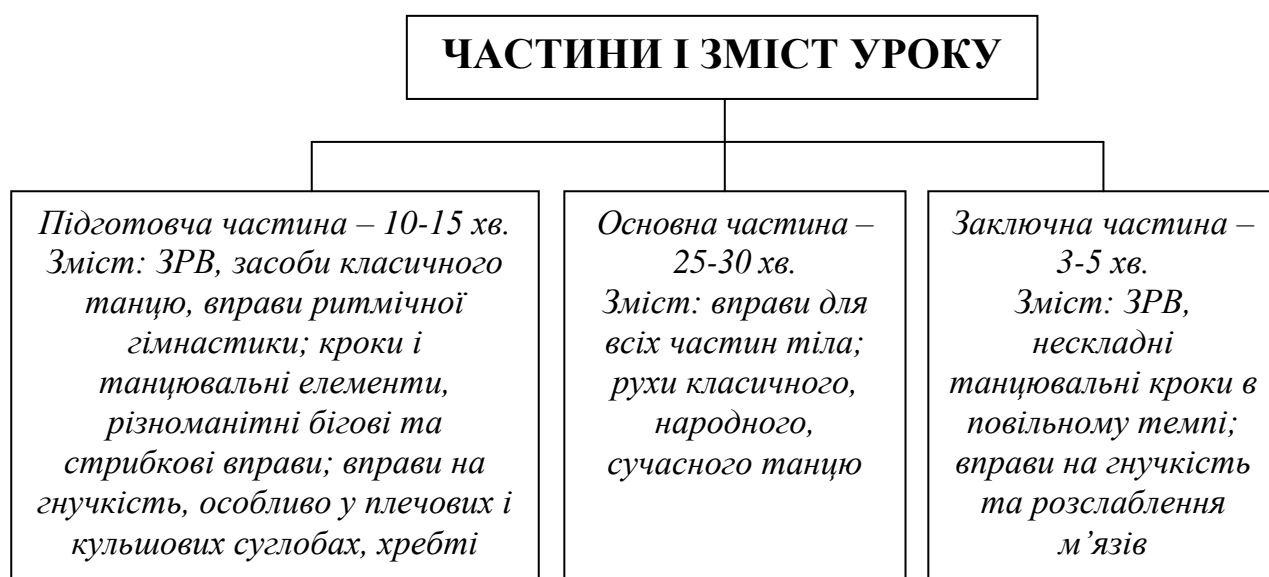 ЧАСТИНИ І ЗМІСТ УРОКУ
Підготовча частина – 10-15 хв.
Зміст: ЗРВ, засоби класичного
танцю, вправи ритмічної
гімнастики; кроки і
танцювальні елементи,
різноманітні бігові та
стрибкові вправи; вправи на
гнучкість, особливо у плечових і
кульшових суглобах, хребті
Основна частина –
25-30 хв.
Зміст: вправи для
всіх частин тіла;
рухи класичного,
народного,
сучасного танцю
Заключна частина –
3-5 хв.
Зміст: ЗРВ,
нескладні
танцювальні кроки в
повільному темпі;
вправи на гнучкість
та розслаблення
м’язів